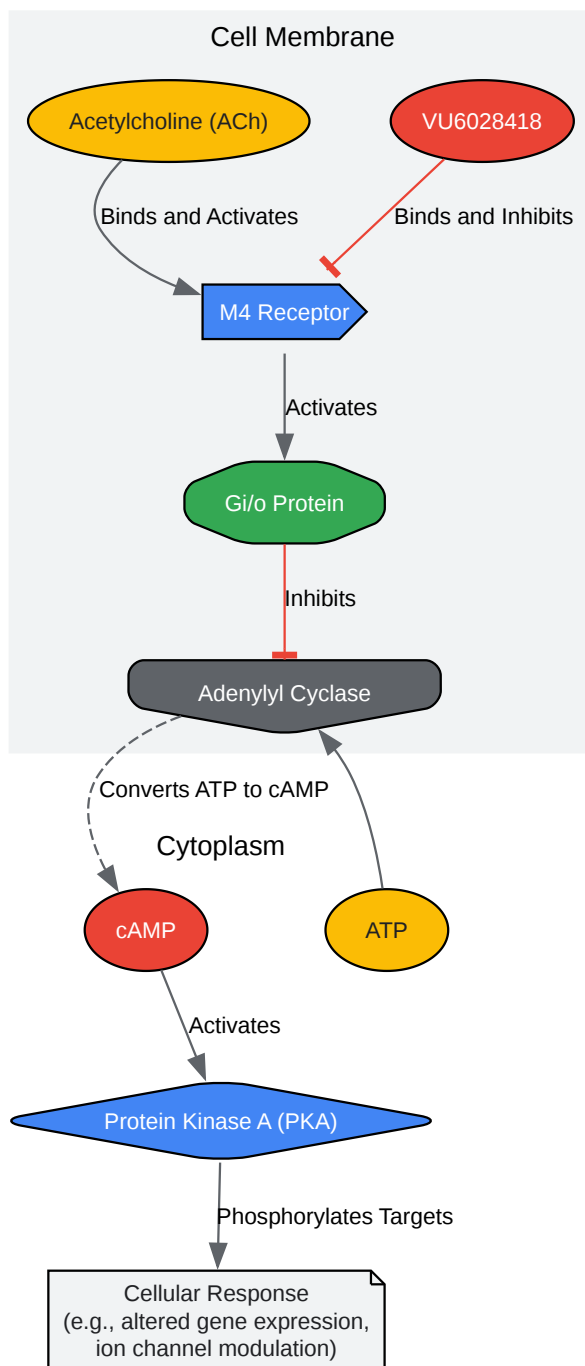 Cell Membrane
Acetylcholine (ACh)
VU6028418
Binds and Activates
Binds and Inhibits
M4 Receptor
Activates
Gi/o Protein
Inhibits
Adenylyl Cyclase
Converts ATP to cAMP
Cytoplasm
cAMP
ATP
Activates
Protein Kinase A (PKA)
Phosphorylates Targets
Cellular Response
(e.g., altered gene expression,
ion channel modulation)